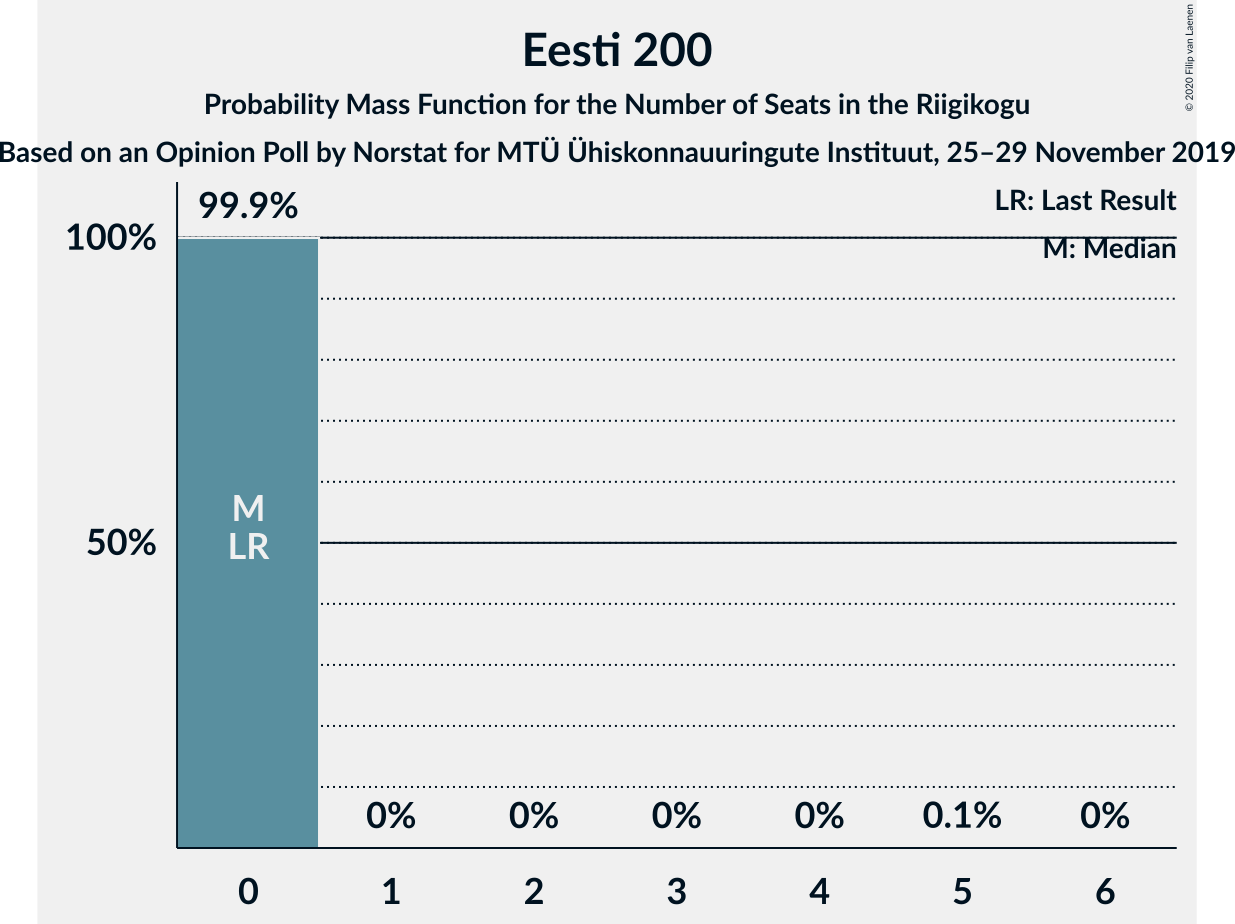 Eesti 200
Probability Mass Function for the Number of Seats in the Riigikogu
Based on an Opinion Poll by Norstat for MTÜ Ühiskonnauuringute Instituut, 25–29 November 2019
© 2020 Filip van Laenen
LR: Last Result
M: Median
99.9%
100%
50%
M
LR
0% 0% 0% 0% 0.1% 0%
0 1 2 3 4 5 6